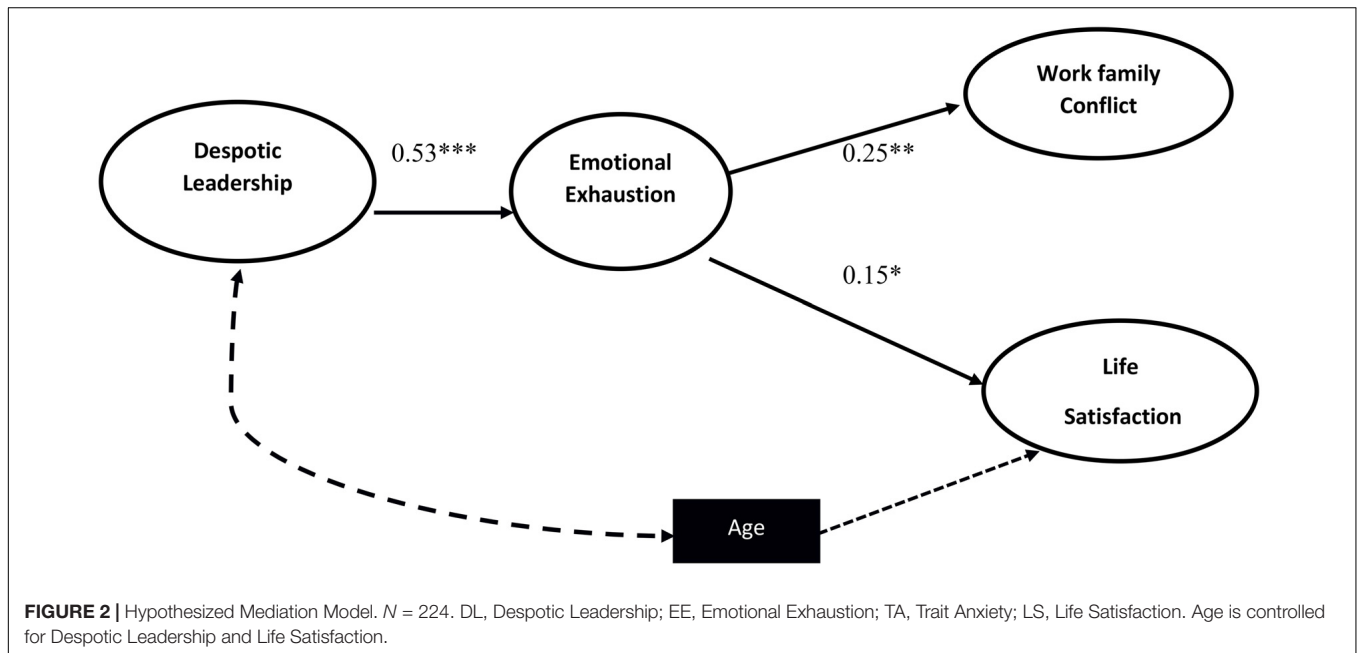 Work family
Conflict
Despotic
Leadership
0.53***
Emotional
Exhaustion
0.25**
0.15*
Life
Satisfaction
Age
FIGURE 2 | Hypothesized Mediation Model. N = 224. DL, Despotic Leadership; EE, Emotional Exhaustion; TA, Trait Anxiety; LS, Life Satisfaction. Age is controlled
for Despotic Leadership and Life Satisfaction.